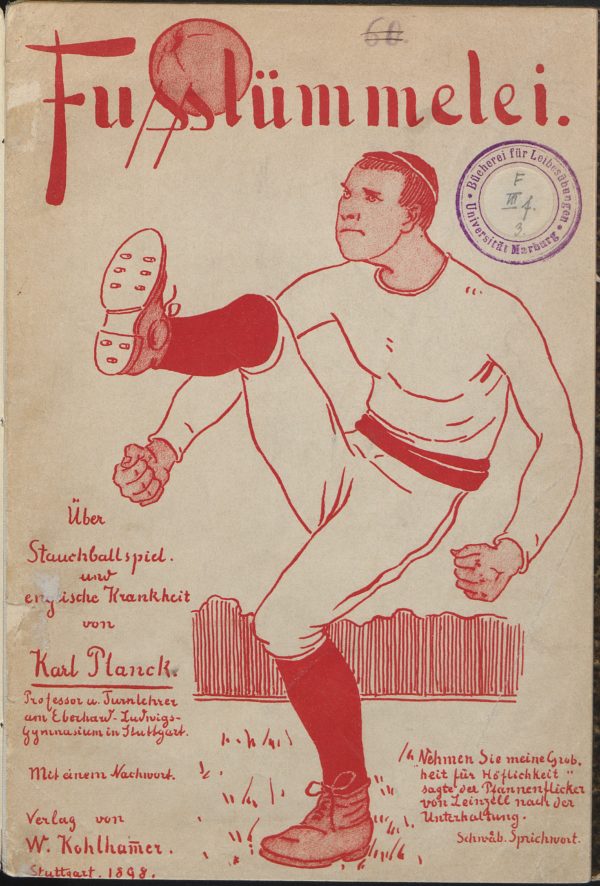 60.
Fusslümmelei.
Bücherei für Leibesübungen
Universität Marburg
F
III 4.
3.
Über
Stauchballspiel.
und
englische Krankheit
von
Karl Planck.
Professor u. Turnlehrer
am Eberhard-Ludwigs-
Gymnasium in Stuttgart.
Mit einem Nachwort.
Verlag von
W. Kohlham̄er.
Stuttgart. 1898.
„Nehmen Sie meine Grob-
heit für Höflichkeit"
sagte der Pfannenflicker
von Leinzell nach der
Unterhaltung.
Schwäb. Sprichwort.